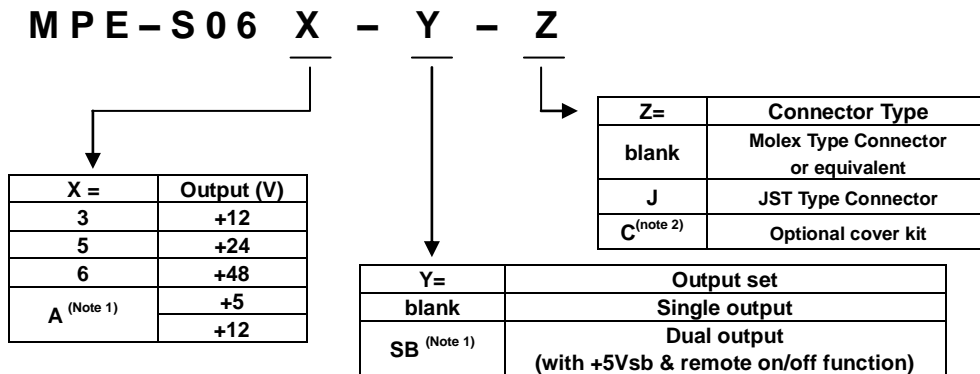 MPE–S06 X – Y – Z
Z= Connector Type
blank Molex Type Connector
or equivalent
J JST Type Connector
C(note 2) Optional cover kit
X = Output (V)
3 +12
5 +24
6 +48
A (Note 1) +5
+12
Y= Output set
blank Single output
SB (Note 1) Dual output
(with +5Vsb & remote on/off function)